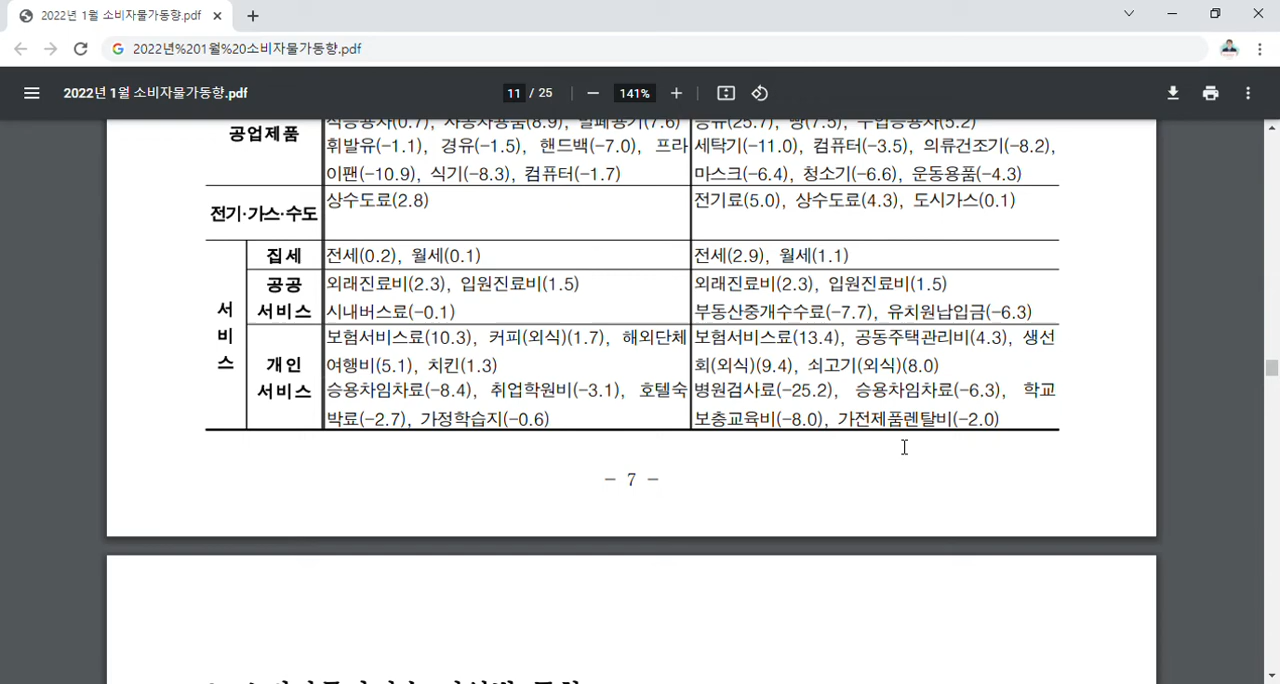 2022년 1월 소비자물가동향.pdf
2022년%201월%20소비자물가동향.pdf
2022년 1월 소비자물가동향.pdf
11 / 25
141%
공업제품
휘발유(−1.1), 경유(−1.5), 핸드백(−7.0), 프라
이팬(−10.9), 식기(−8.3), 컴퓨터(−1.7)
등유(25.7), 빵(7.5), 수입승용차(5.2)
세탁기(−11.0), 컴퓨터(−3.5), 의류건조기(−8.2),
마스크(−6.4), 청소기(−6.6), 운동용품(−4.3)
전기·가스·수도
상수도료(2.8)
전기료(5.0), 상수도료(4.3), 도시가스(0.1)
서
비
스
집세
전세(0.2), 월세(0.1)
전세(2.9), 월세(1.1)
공공
서비스
외래진료비(2.3), 입원진료비(1.5)
시내버스료(−0.1)
외래진료비(2.3), 입원진료비(1.5)
부동산중개수수료(−7.7), 유치원납입금(−6.3)
개인
서비스
보험서비스료(10.3), 커피(외식)(1.7), 해외단체
여행비(5.1), 치킨(1.3)
승용차임차료(−8.4), 취업학원비(−3.1), 호텔숙
박료(−2.7), 가정학습지(−0.6)
보험서비스료(13.4), 공동주택관리비(4.3), 생선
회(외식)(9.4), 쇠고기(외식)(8.0)
병원검사료(−25.2), 승용차임차료(−6.3), 학교
보충교육비(−8.0), 가전제품렌탈비(−2.0)
− 7 −